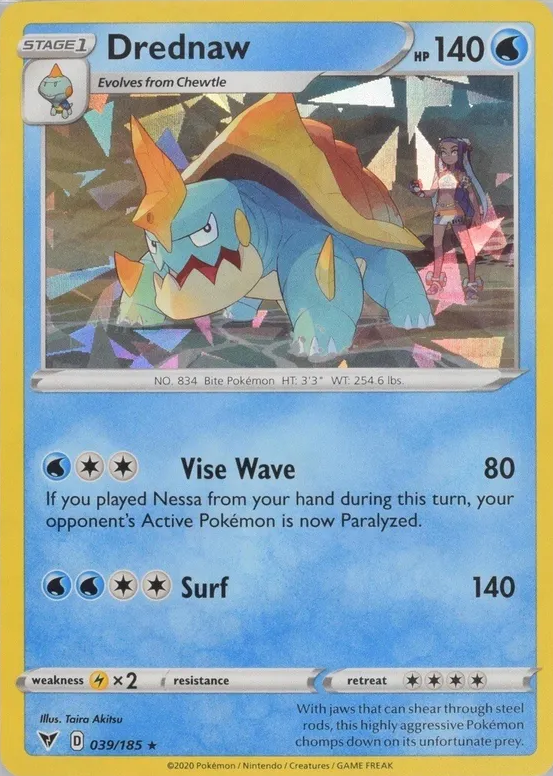 STAGE 1
Drednaw
HP 140
Evolves from Chewtle
NO. 834 Bite Pokémon HT: 3'3" WT: 254.6 lbs.
Vise Wave 80
If you played Nessa from your hand during this turn, your
opponent's Active Pokémon is now Paralyzed.
Surf 140
weakness ×2 resistance retreat
Illus. Taira Akitsu
With jaws that can shear through steel
rods, this highly aggressive Pokémon
chomps down on its unfortunate prey.
D 039/185 ★
©2020 Pokémon / Nintendo / Creatures / GAME FREAK